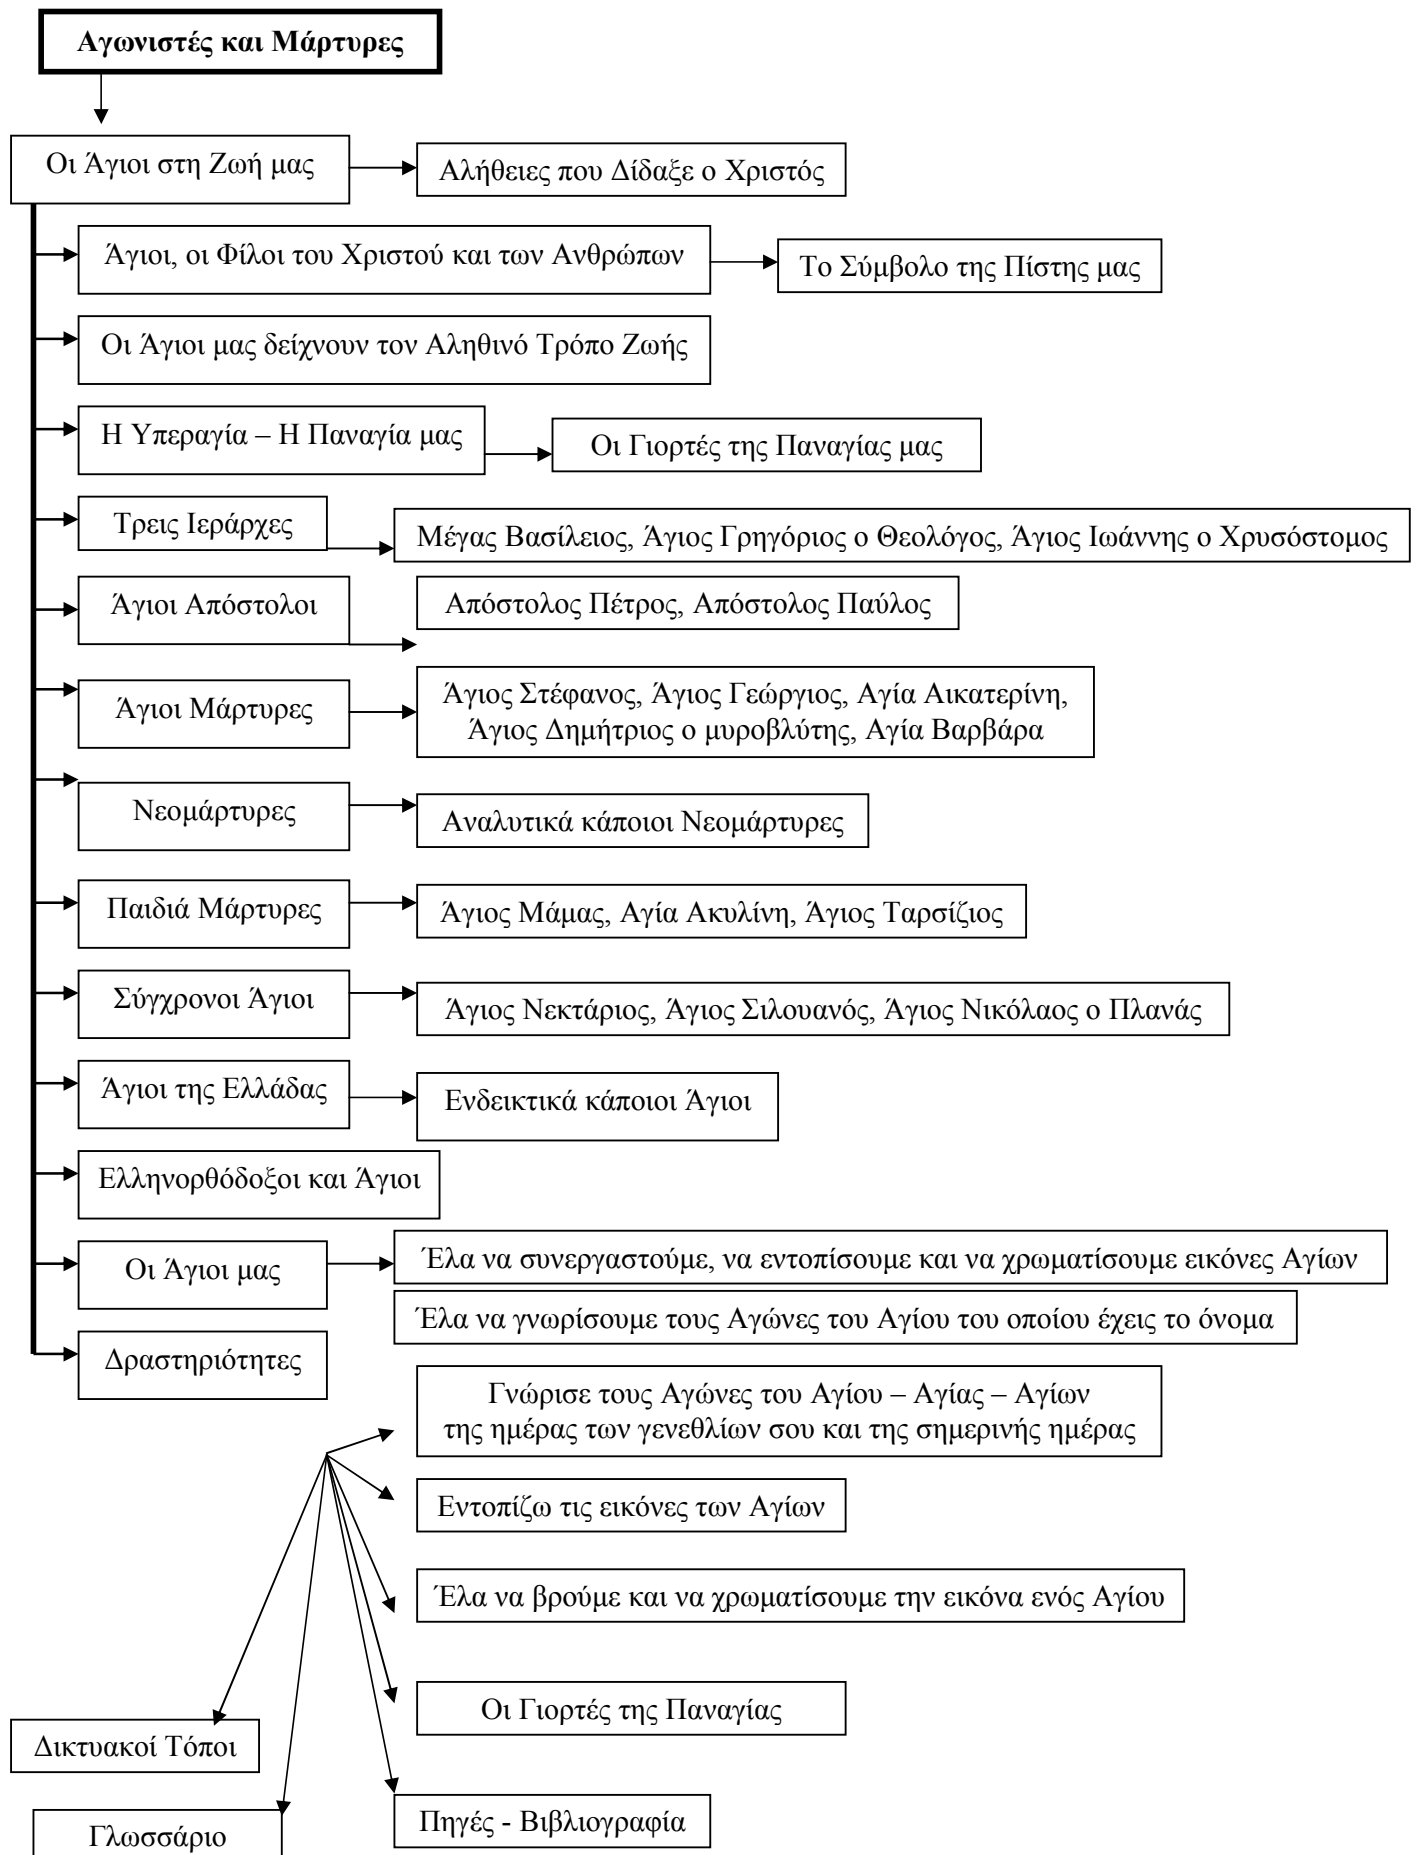 Αγωνιστές και Μάρτυρες
Οι Άγιοι στη Ζωή μας
Αλήθειες που Δίδαξε ο Χριστός
Άγιοι, οι Φίλοι του Χριστού και των Ανθρώπων
Το Σύμβολο της Πίστης μας
Οι Άγιοι μας δείχνουν τον Αληθινό Τρόπο Ζωής
Η Υπεραγία – Η Παναγία μας
Οι Γιορτές της Παναγίας μας
Τρεις Ιεράρχες
Μέγας Βασίλειος, Άγιος Γρηγόριος ο Θεολόγος, Άγιος Ιωάννης ο Χρυσόστομος
Άγιοι Απόστολοι
Απόστολος Πέτρος, Απόστολος Παύλος
Άγιοι Μάρτυρες
Άγιος Στέφανος, Άγιος Γεώργιος, Αγία Αικατερίνη,
Άγιος Δημήτριος ο μυροβλύτης, Αγία Βαρβάρα
Νεομάρτυρες
Αναλυτικά κάποιοι Νεομάρτυρες
Παιδιά Μάρτυρες
Άγιος Μάμας, Αγία Ακυλίνη, Άγιος Ταρσίζιος
Σύγχρονοι Άγιοι
Άγιος Νεκτάριος, Άγιος Σιλουανός, Άγιος Νικόλαος ο Πλανάς
Άγιοι της Ελλάδας
Ενδεικτικά κάποιοι Άγιοι
Ελληνορθόδοξοι και Άγιοι
Οι Άγιοι μας
Έλα να συνεργαστούμε, να εντοπίσουμε και να χρωματίσουμε εικόνες Αγίων
Έλα να γνωρίσουμε τους Αγώνες του Αγίου του οποίου έχεις το όνομα
Δραστηριότητες
Γνώρισε τους Αγώνες του Αγίου – Αγίας – Αγίων
της ημέρας των γενεθλίων σου και της σημερινής ημέρας
Εντοπίζω τις εικόνες των Αγίων
Έλα να βρούμε και να χρωματίσουμε την εικόνα ενός Αγίου
Οι Γιορτές της Παναγίας
Δικτυακοί Τόποι
Πηγές - Βιβλιογραφία
Γλωσσάριο